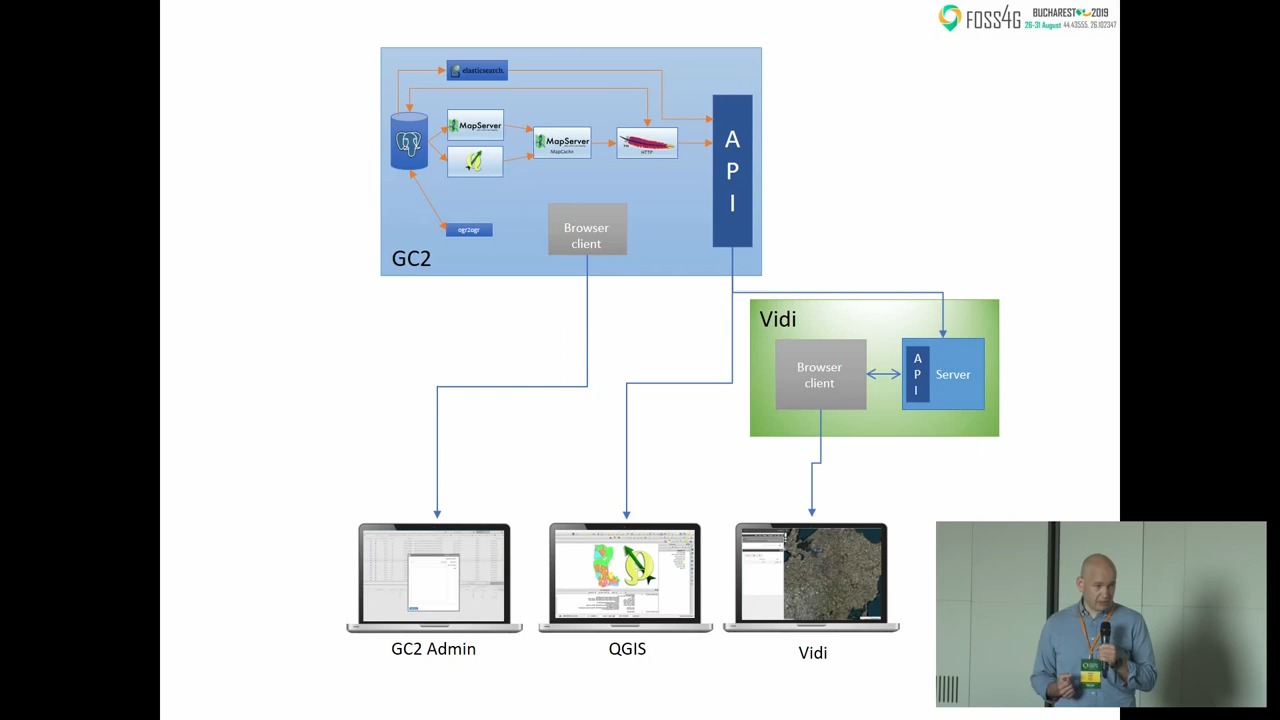 FOSS4G
BUCHAREST 2019
26-31 August 44.43555, 26.102347
elasticsearch.
MapServer
MapServer
MapCache
HTTP
ogr2ogr
Browser
client
GC2
A
P
I
Vidi
Browser
client
A
P
I
Server
GC2 Admin
QGIS
Vidi